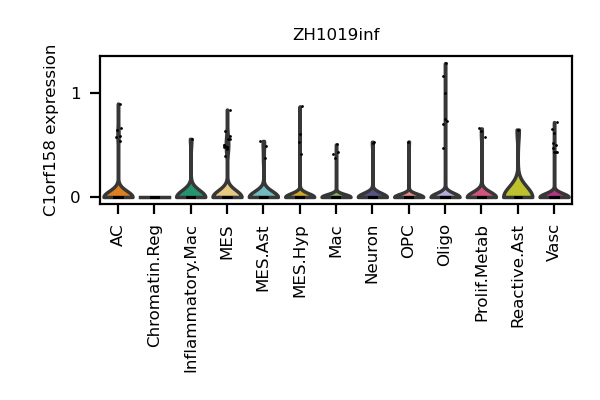 ZH1019inf
C1orf158 expression
1
0
AC
Chromatin.Reg
Inflammatory.Mac
MES
MES.Ast
MES.Hyp
Mac
Neuron
OPC
Oligo
Prolif.Metab
Reactive.Ast
Vasc